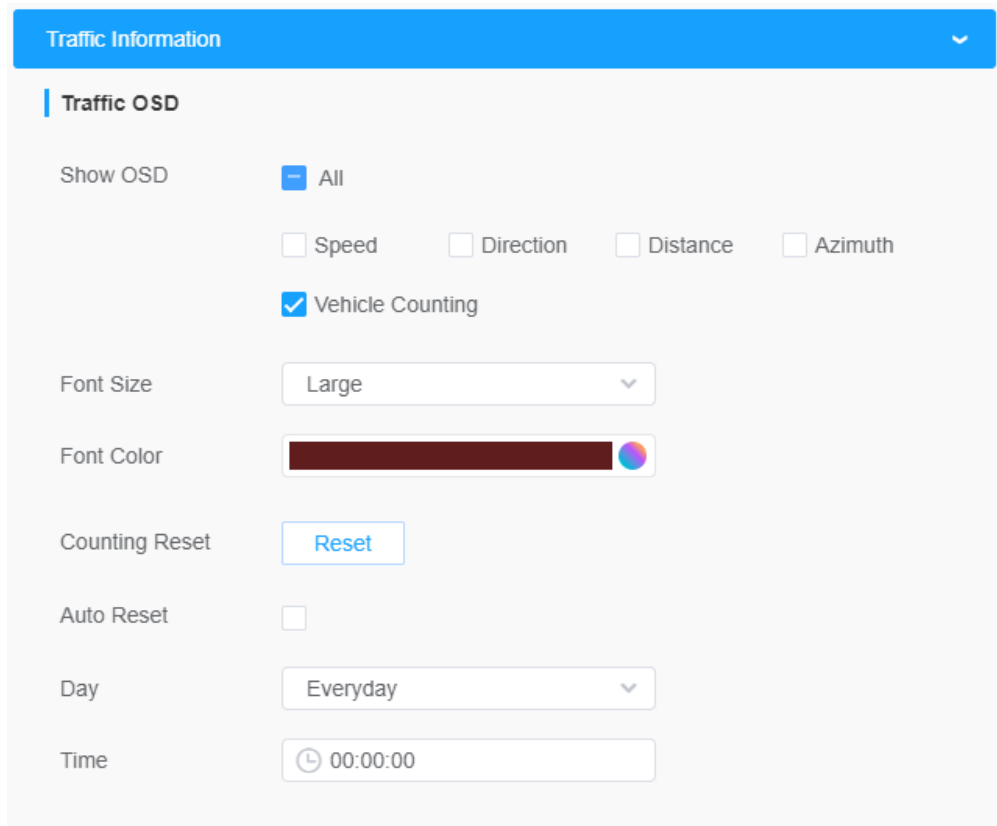 Traffic Information
Traffic OSD
Show OSD All
Speed Direction Distance Azimuth
Vehicle Counting
Font Size Large
Font Color
Counting Reset Reset
Auto Reset
Day Everyday
Time 00:00:00